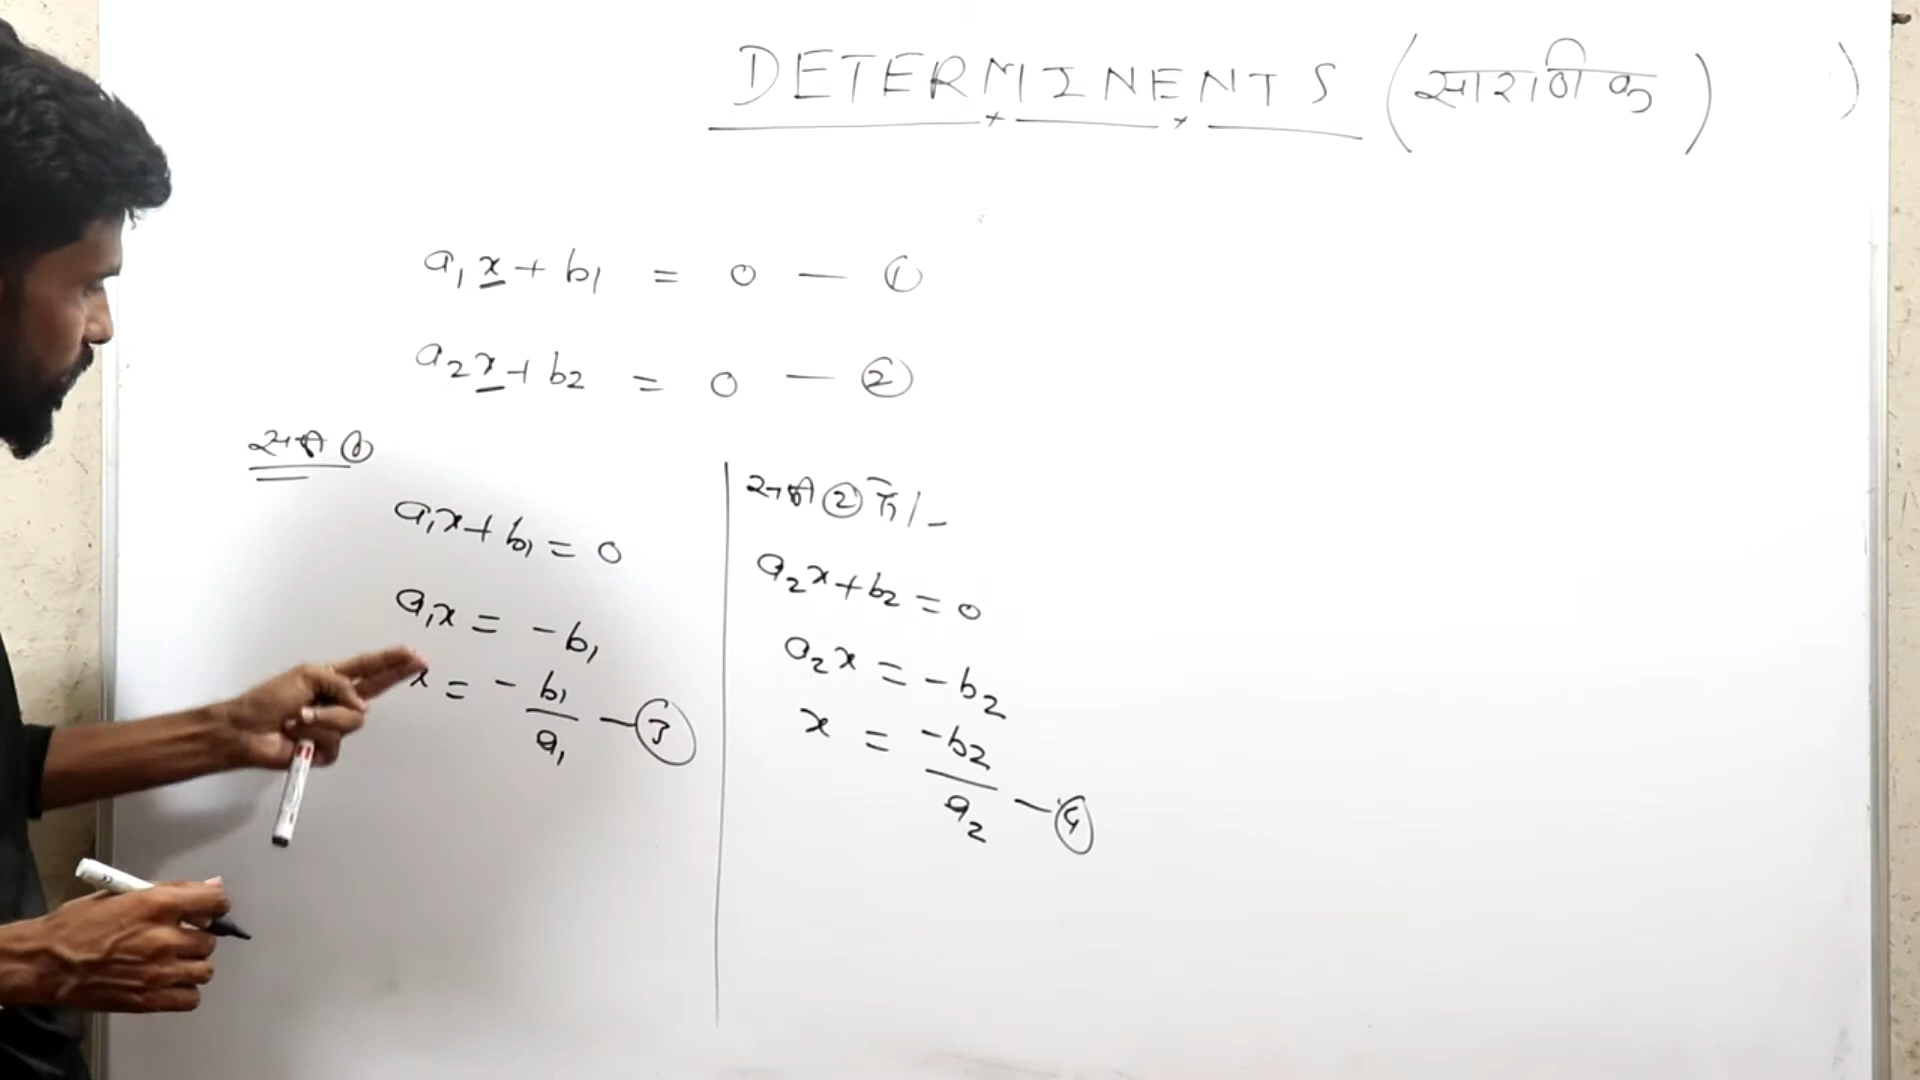 DETERMINENTS (सारणिक)
a₁x + b₁ = 0 — ①
a₂x + b₂ = 0 — ②
समी ①
a₁x + b₁ = 0
a₁x = -b₁
x = - b₁/a₁ — ③
समी ② से /-
a₂x + b₂ = 0
a₂x = -b₂
x = -b₂/a₂ — ④